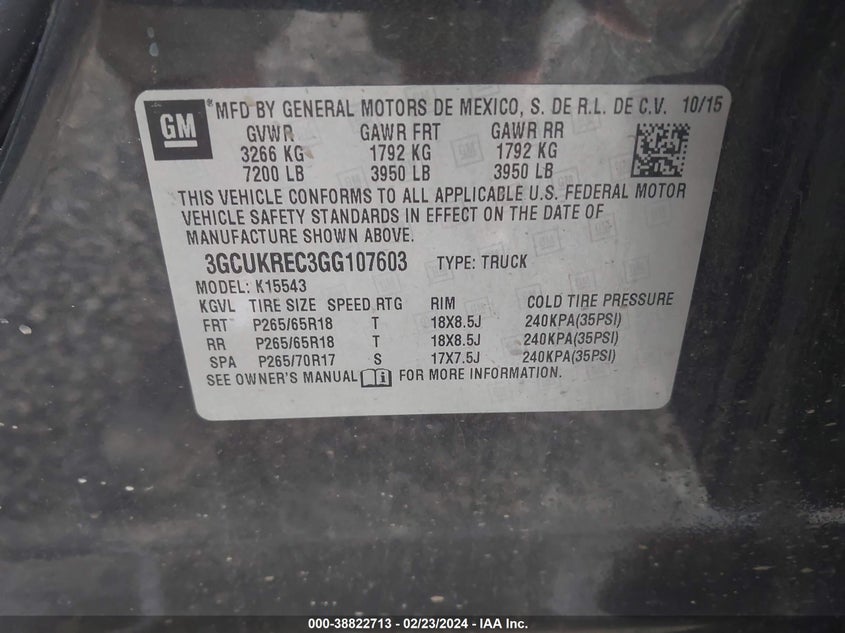 GM ® MFD BY GENERAL MOTORS DE MEXICO, S. DE R.L. DE C.V. 10/15
GVWR GAWR FRT GAWR RR
3266 KG 1792 KG 1792 KG
7200 LB 3950 LB 3950 LB
THIS VEHICLE CONFORMS TO ALL APPLICABLE U.S. FEDERAL MOTOR
VEHICLE SAFETY STANDARDS IN EFFECT ON THE DATE OF
MANUFACTURE SHOWN ABOVE.
3GCUKREC3GG107603 TYPE: TRUCK
MODEL: K15543
KGVL TIRE SIZE SPEED RTG RIM COLD TIRE PRESSURE
FRT P265/65R18 T 18X8.5J 240KPA(35PSI)
RR P265/65R18 T 18X8.5J 240KPA(35PSI)
SPA P265/70R17 S 17X7.5J 240KPA(35PSI)
SEE OWNER'S MANUAL FOR MORE INFORMATION.
000-38822713 - 02/23/2024 - IAA Inc.